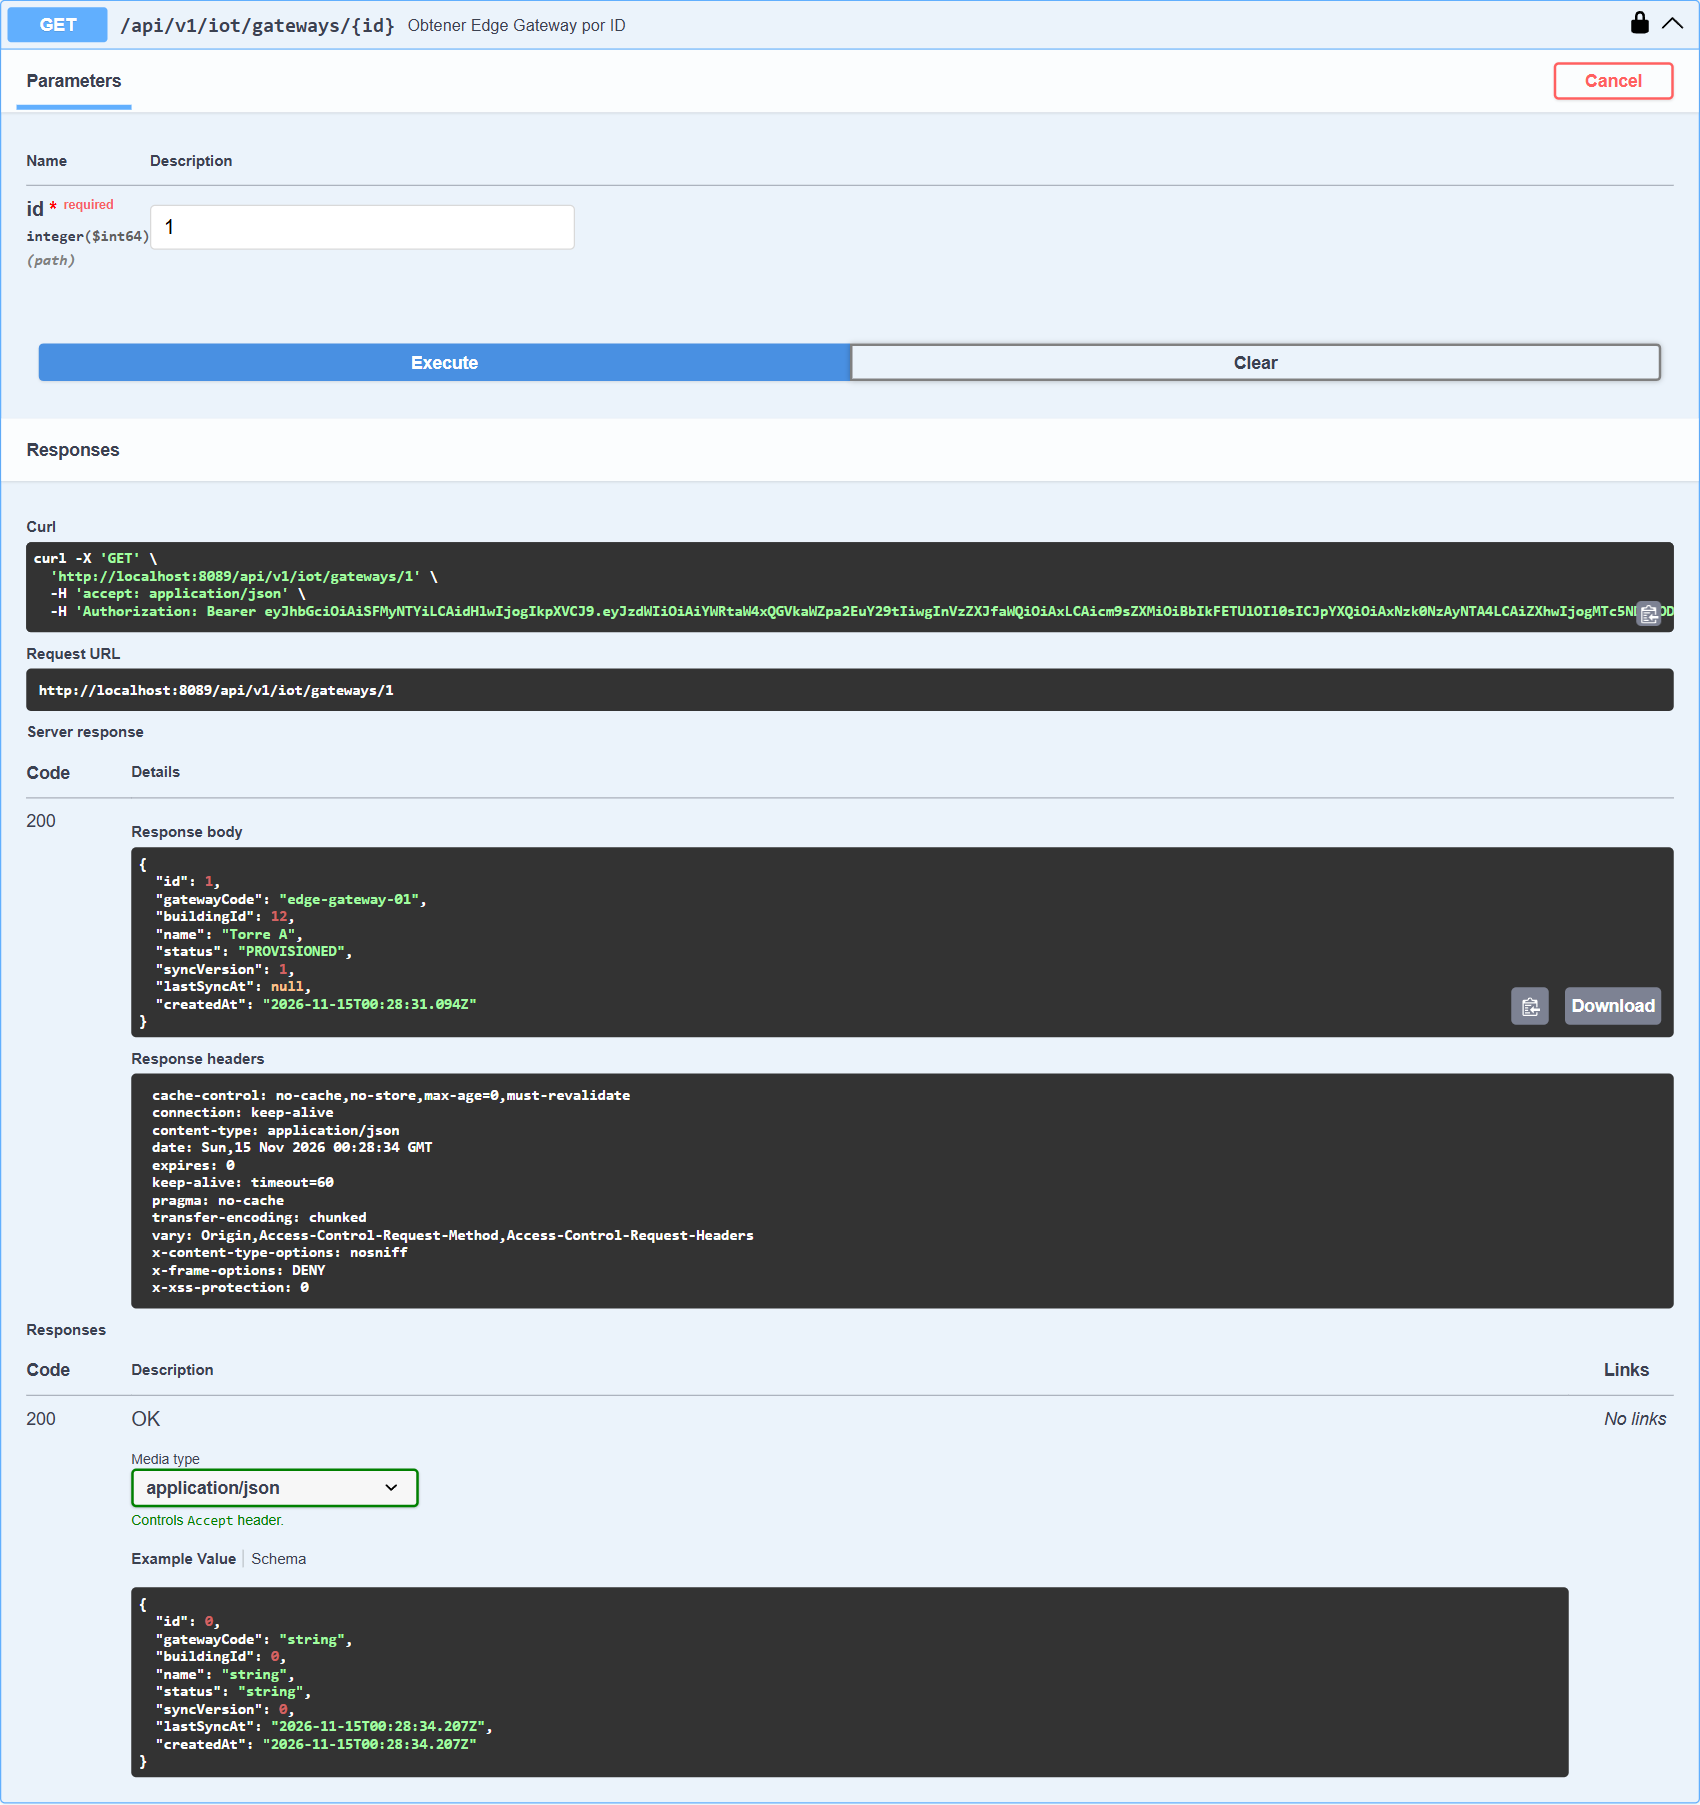 GET /api/v1/iot/gateways/{id} Obtener Edge Gateway por ID
Parameters
Cancel
Name Description
id * required
integer($int64)
(path)
1
Execute
Clear
Responses
Curl
curl -X 'GET' \
'http://localhost:8089/api/v1/iot/gateways/1' \
-H 'accept: application/json' \
-H 'Authorization: Bearer
Request URL
http://localhost:8089/api/v1/iot/gateways/1
Server response
Code Details
200
Response body
{
"id": 1,
"gatewayCode": "edge-gateway-01",
"buildingId": 12,
"name": "Torre A",
"status": "PROVISIONED",
"syncVersion": 1,
"lastSyncAt": null,
"createdAt": "2026-11-15T00:28:31.094Z"
}
Download
Response headers
cache-control: no-cache,no-store,max-age=0,must-revalidate
connection: keep-alive
content-type: application/json
date: Sun,15 Nov 2026 00:28:34 GMT
expires: 0
keep-alive: timeout=60
pragma: no-cache
transfer-encoding: chunked
vary: Origin,Access-Control-Request-Method,Access-Control-Request-Headers
x-content-type-options: nosniff
x-frame-options: DENY
x-xss-protection: 0
Responses
Code Description Links
200 OK No links
Media type
application/json
Controls Accept header.
Example Value Schema
{
"id": 0,
"gatewayCode": "string",
"buildingId": 0,
"name": "string",
"status": "string",
"syncVersion": 0,
"lastSyncAt": "2026-11-15T00:28:34.207Z",
"createdAt": "2026-11-15T00:28:34.207Z"
}